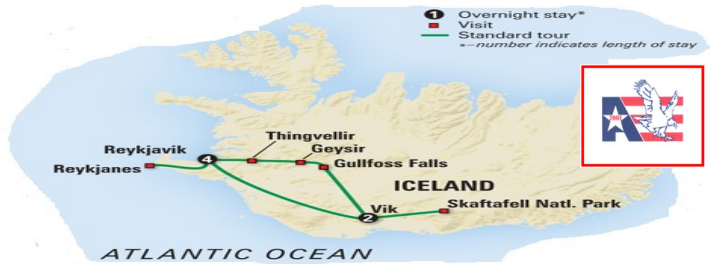 1 Overnight stay*
Visit
Standard tour
*–number indicates length of stay
2001
A
Thingvellir
Reykjavik
Geysir
4
Gullfoss Falls
Reykjanes
ICELAND
Vik
Skaftafell Natl. Park
2
ATLANTIC OCEAN